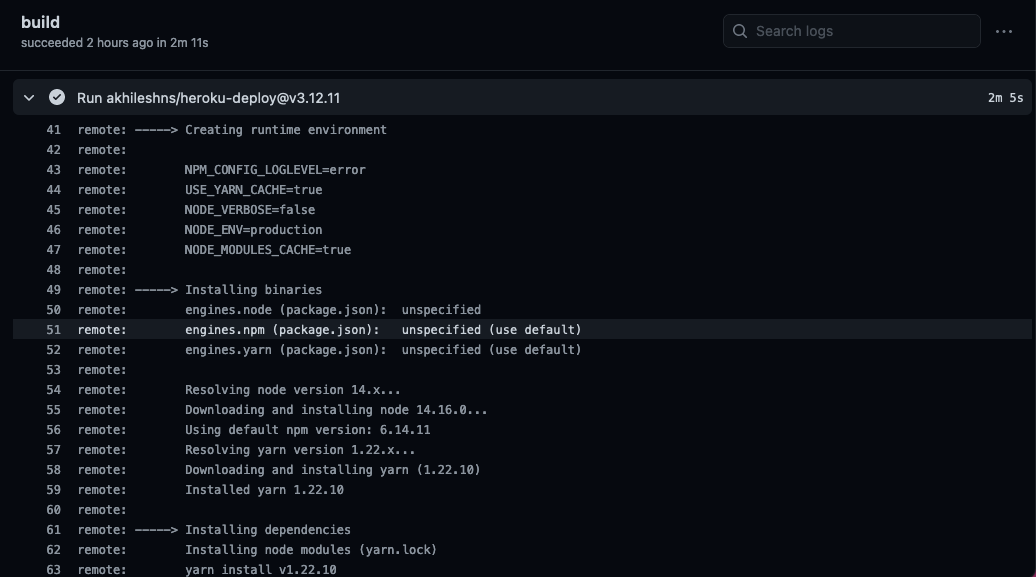 build
succeeded 2 hours ago in 2m 11s
Search logs
Run akhileshns/heroku-deploy@v3.12.11 2m 5s
41 remote: -----> Creating runtime environment
42 remote:
43 remote: NPM_CONFIG_LOGLEVEL=error
44 remote: USE_YARN_CACHE=true
45 remote: NODE_VERBOSE=false
46 remote: NODE_ENV=production
47 remote: NODE_MODULES_CACHE=true
48 remote:
49 remote: -----> Installing binaries
50 remote: engines.node (package.json): unspecified
51 remote: engines.npm (package.json): unspecified (use default)
52 remote: engines.yarn (package.json): unspecified (use default)
53 remote:
54 remote: Resolving node version 14.x...
55 remote: Downloading and installing node 14.16.0...
56 remote: Using default npm version: 6.14.11
57 remote: Resolving yarn version 1.22.x...
58 remote: Downloading and installing yarn (1.22.10)
59 remote: Installed yarn 1.22.10
60 remote:
61 remote: -----> Installing dependencies
62 remote: Installing node modules (yarn.lock)
63 remote: yarn install v1.22.10